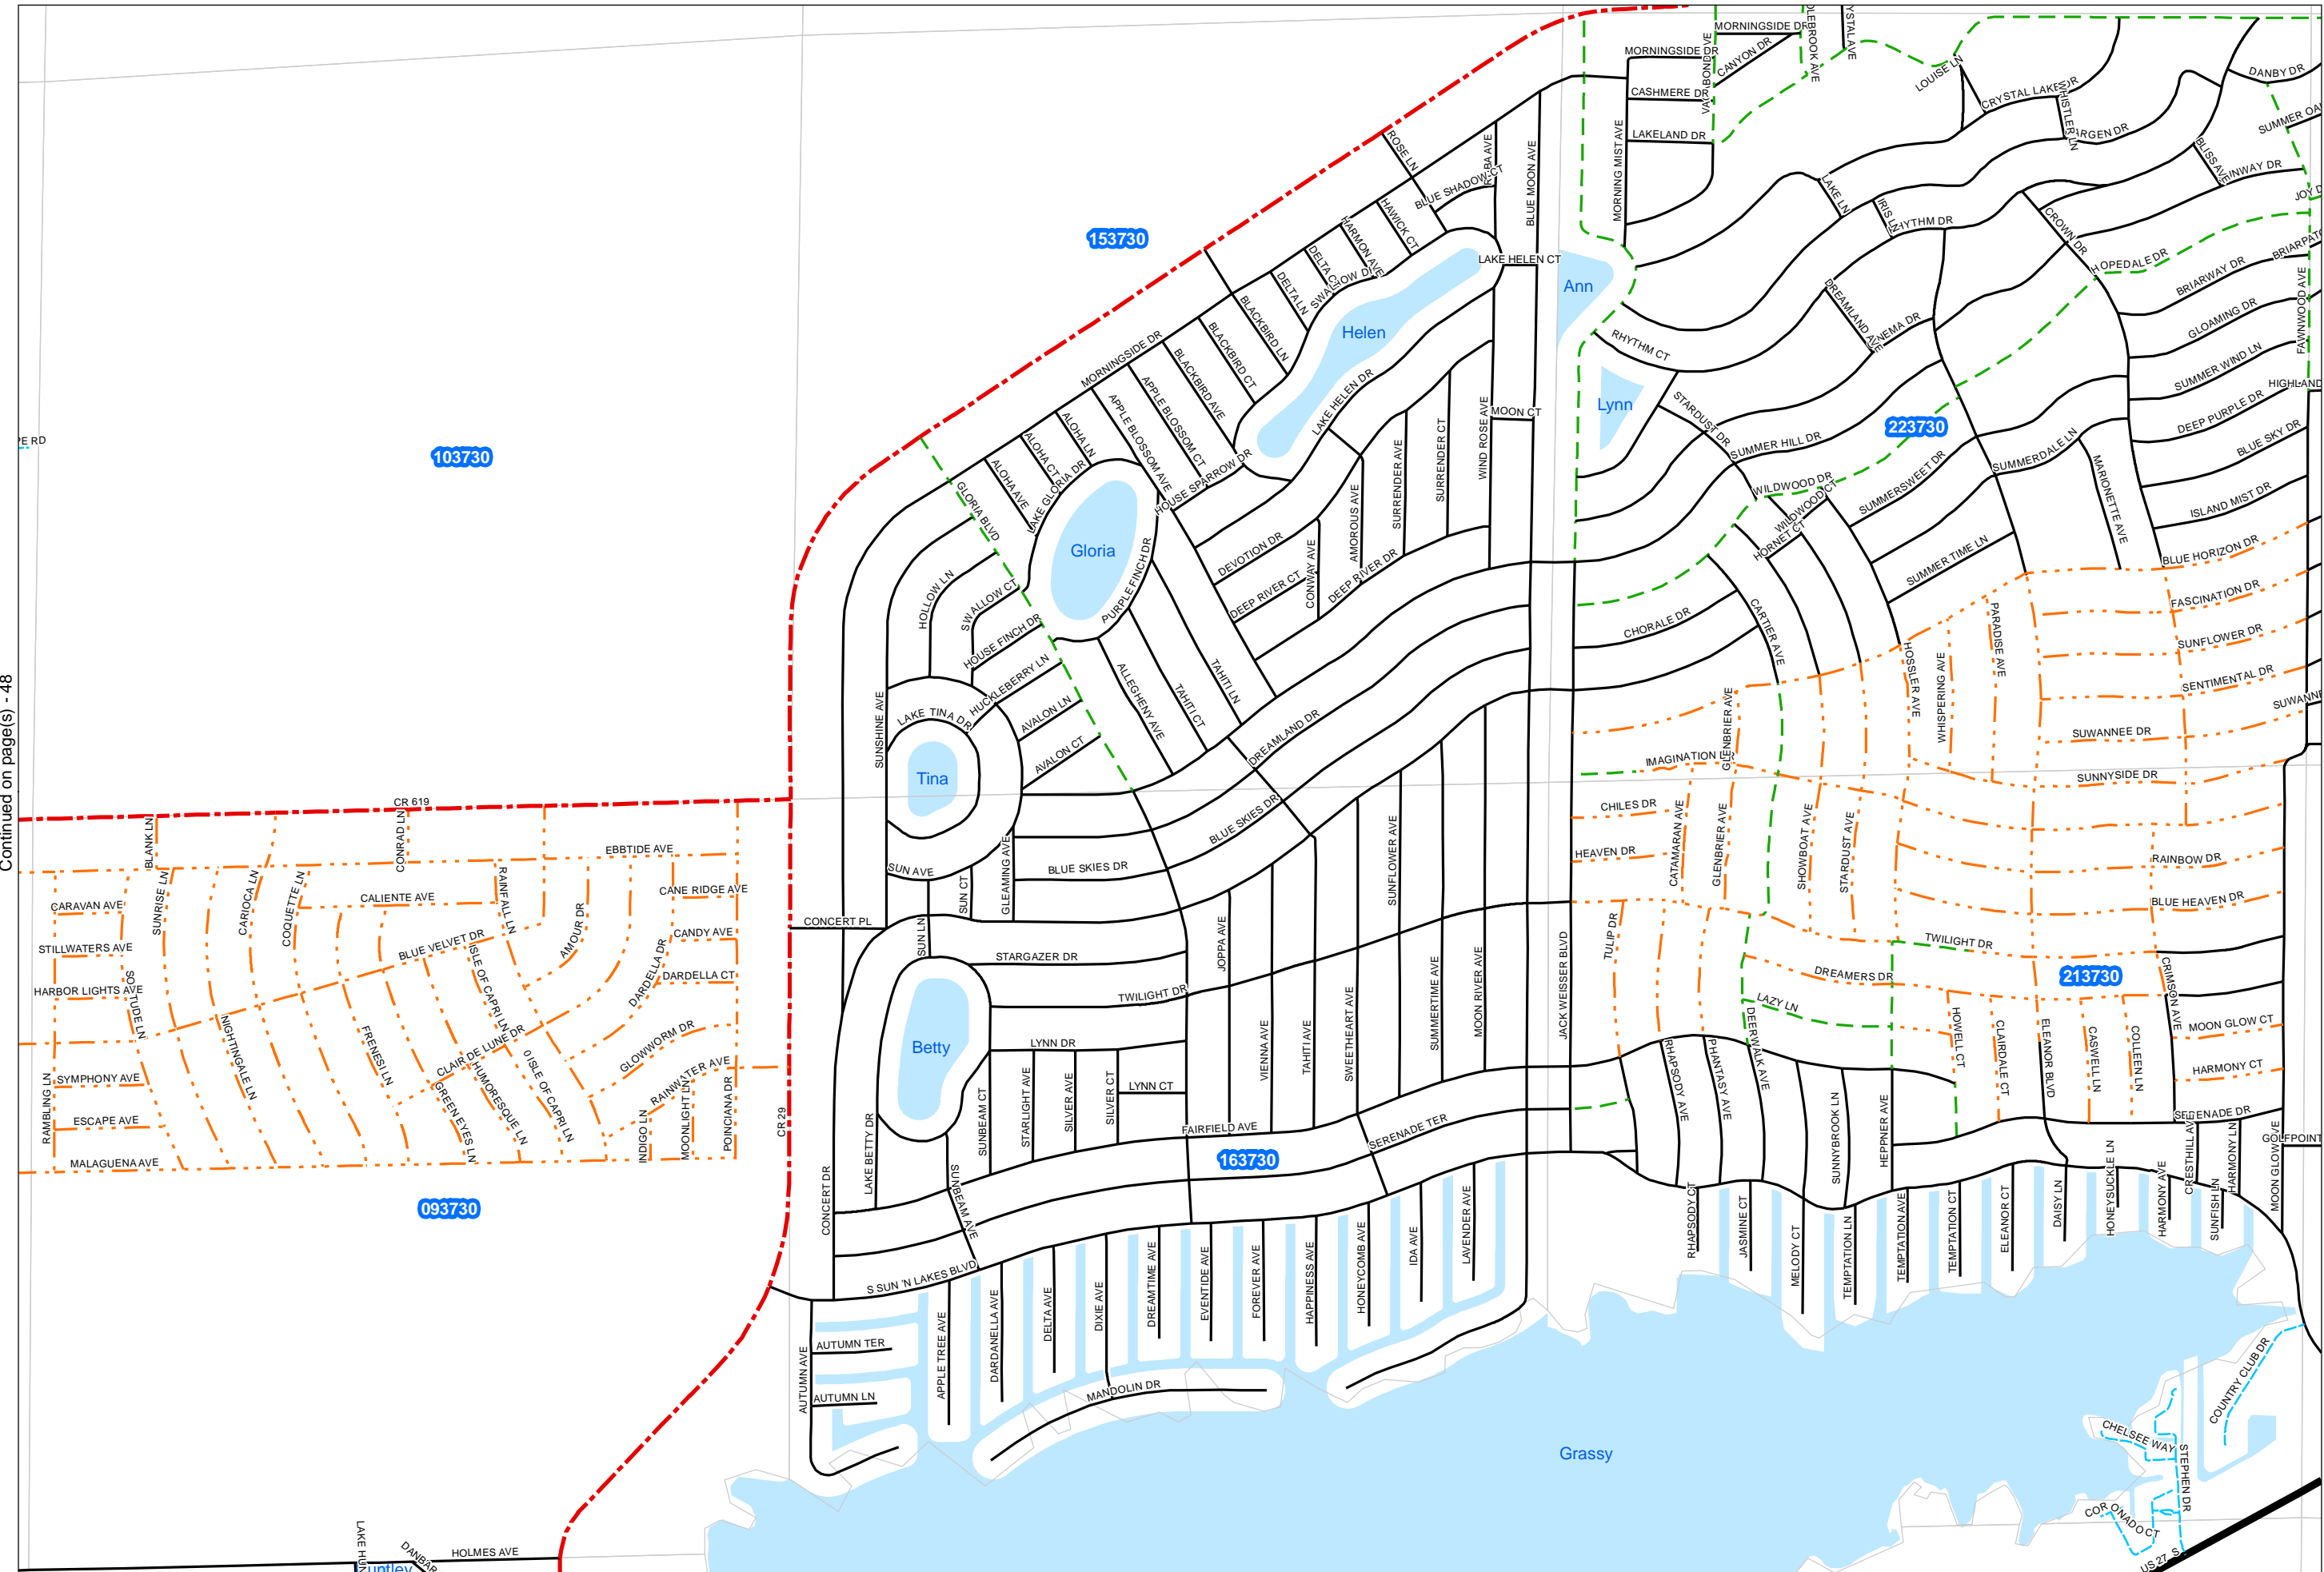 MORNINGSIDE DR
MORNINGSIDE DR
CANYON DR
CASHMERE DR
LAKELAND DR
MORNING MIST AVE
LOUISE LN
CRYSTAL LAKE DR
WHISTLER LN
DANBY DR
BLISS AVE
JOY D
CROWN DR
LAKE LN
IRIS LN
HOPEDALE DR
BRIARWAY DR
GLOAMING DR
FAWNWOOD AVE
SUMMER WIND LN
HIGHLAND
DEEP PURPLE DR
BLUE SKY DR
ISLAND MIST DR
BLUE HORIZON DR
FASCINATION DR
SUNFLOWER DR
SENTIMENTAL DR
SUWANNEE DR
SUNNYSIDE DR
RAINBOW DR
BLUE HEAVEN DR
ROSE LN
BLUE SHADOW CT
BLUE MOON AVE
HAWICK CT
HARMON AVE
DELTA CT
DELTA LN
SWALLOW DR
LAKE HELEN CT
Ann
Helen
Lynn
153730
103730
223730
BLACKBIRD LN
BLACKBIRD CT
BLACKBIRD AVE
MORNINGSIDE DR
APPLE BLOSSOM CT
APPLE BLOSSOM AVE
ALOHA LN
ALOHA CT
ALOHA AVE
LAKE GLORIA DR
GLORIA BLVD
HOUSE SPARROW DR
LAKE HELEN DR
MOON CT
WIND ROSE AVE
SURRENDER CT
SURRENDER AVE
AMOROUS AVE
CONWAY AVE
DEVOTION DR
DEEP RIVER CT
DEEP RIVER DR
RHYTHM CT
DREAMLAND AVE
STARDUST DR
SUMMER HILL DR
WILDWOOD DR
WILDWOOD CT
HORNET CT
SUMMERSWEET DR
SUMMERDALE LN
MARIONETTE AVE
SUMMER TIME LN
CHORALE DR
CARTIER AVE
HOSSLER AVE
WHISPERING AVE
PARADISE AVE
Gloria
PURPLE FINCH DR
HOLLOW LN
SWALLOW CT
HOUSE FINCH DR
HUCKLEBERRY LN
AVALON LN
AVALON CT
ALLEGHENY AVE
TAHITI CT
TAHITI LN
LAKE TINA DR
SUNSHINE AVE
Tina
DREAMLAND DR
BLUE SKIES DR
BLUE SKIES DR
GLENBRIER AVE
CHILES DR
HEAVEN DR
CATAMARAN AVE
GLENBRIER AVE
SHOWBOAT AVE
STARDUST AVE
Continued on page(s) - 48
CR 619
BLANK LN
CONRAD LN
EBBTIDE AVE
CARAVAN AVE
SUNRISE LN
CARIOCA LN
COQUETTE LN
CALIENTE AVE
RAINFALL LN
CANE RIDGE AVE
STILLWATERS AVE
BLUE VELVET DR
AMOUR DR
CANDY AVE
HARBOR LIGHTS AVE
ISLE OF CAPRI LN
DARDELLA DR
DARDELLA CT
NIGHTINGALE LN
FRENESI LN
CLAIR DE LUNE DR
GLOWWORM DR
RAINWATER AVE
SYMPHONY AVE
RAMBLING LN
ESCAPE AVE
MALAGUENA AVE
GREEN EYES LN
HUMORESQUE LN
ISLE OF CAPRI LN
INDIGO LN
MOONLIGHT LN
POINCIANA DR
CR 29
093730
SUN AVE
SUN CT
GLEAMING AVE
CONCERT PL
SUN LN
STARGAZER DR
TWILIGHT DR
Betty
LYNN DR
LYNN CT
JOPPA AVE
VIENNA AVE
TAHITI AVE
SWEETHEART AVE
SUNFLOWER AVE
SUMMERTIME AVE
MOON RIVER AVE
JACK WEISSER BLVD
TULIP DR
TWILIGHT DR
DREAMERS DR
LAZY LN
213730
CRIMSON AVE
MOON GLOW CT
HARMONY CT
SERENADE DR
GOLFPOINT
MOON GLOW AVE
SUNBEAM CT
STARLIGHT AVE
SILVER AVE
SILVER CT
FAIRFIELD AVE
SERENADE TER
163730
CONCERT DR
LAKE BETTY DR
SUNBEAM AVE
S SUN 'N LAKES BLVD
RHAPSODY AVE
PHANTASY AVE
DEERWALK AVE
SUNNYBROOK LN
HEPPNER AVE
HOWELL CT
CLAIRDALE CT
ELEANOR BLVD
CASWELL LN
COLLEEN LN
RHAPSODY CT
JASMINE CT
MELODY CT
TEMPTATION LN
TEMPTATION AVE
TEMPTATION CT
ELEANOR CT
DAISY LN
HONEYSUCKLE LN
HARMONY AVE
SUNFISH LN
HARMONY LN
AUTUMN TER
AUTUMN LN
AUTUMN AVE
APPLE TREE AVE
DARDANELLA AVE
DELTA AVE
DIXIE AVE
DREAMTIME AVE
EVENTIDE AVE
FOREVER AVE
HAPPINESS AVE
HONEYCOMB AVE
IDA AVE
LAVENDER AVE
MANDOLIN DR
Grassy
COUNTRY CLUB DR
CHELSEE WAY
STEPHEN DR
CORONADO CT
US 27 S
HOLMES AVE